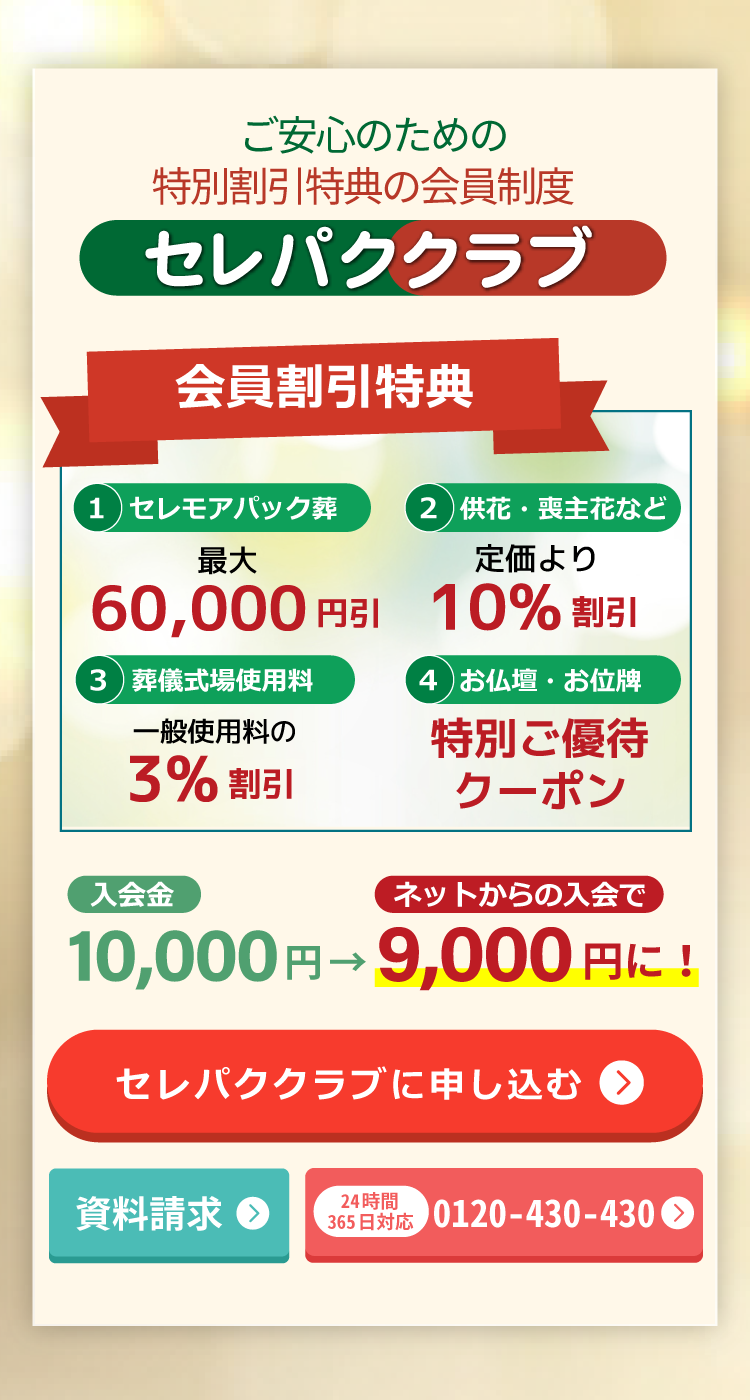 ご安心のための
特別割引特典の会員制度
セレパククラブ
会員割引特典
1 セレモアパック葬
最大
60,000円引
2 供花・喪主花など
定価より
10%割引
3 葬儀式場使用料
一般使用料の
3%割引
4 お仏壇・お位牌
特別ご優待
クーポン
入会金
10,000円→
ネットからの入会で
9,000円に！
セレパククラブに申し込む
資料請求
24時間
365日対応
0120-430-430